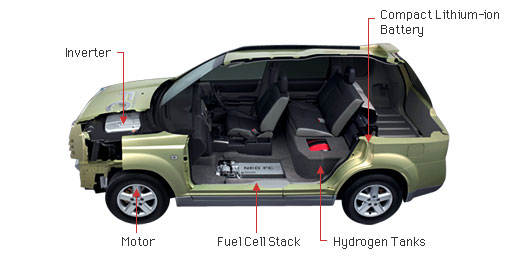 Compact Lithium-ion
Battery
Inverter
Motor
Fuel Cell Stack
Hydrogen Tanks